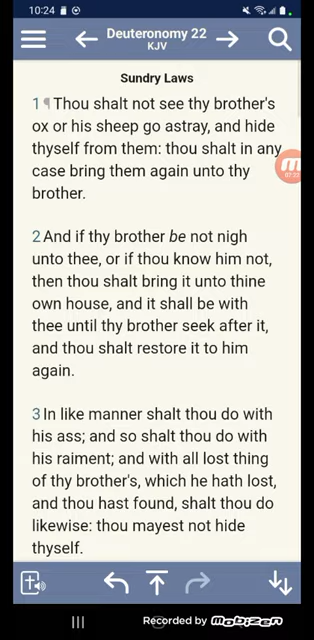 10:24
Deuteronomy 22
KJV
Sundry Laws
1 ¶ Thou shalt not see thy brother's
ox or his sheep go astray, and hide
thyself from them: thou shalt in any
case bring them again unto thy
brother.
2 And if thy brother be not nigh
unto thee, or if thou know him not,
then thou shalt bring it unto thine
own house, and it shall be with
thee until thy brother seek after it,
and thou shalt restore it to him
again.
3 In like manner shalt thou do with
his ass; and so shalt thou do with
his raiment; and with all lost thing
of thy brother's, which he hath lost,
and thou hast found, shalt thou do
likewise: thou mayest not hide
thyself.
Recorded by mobizen